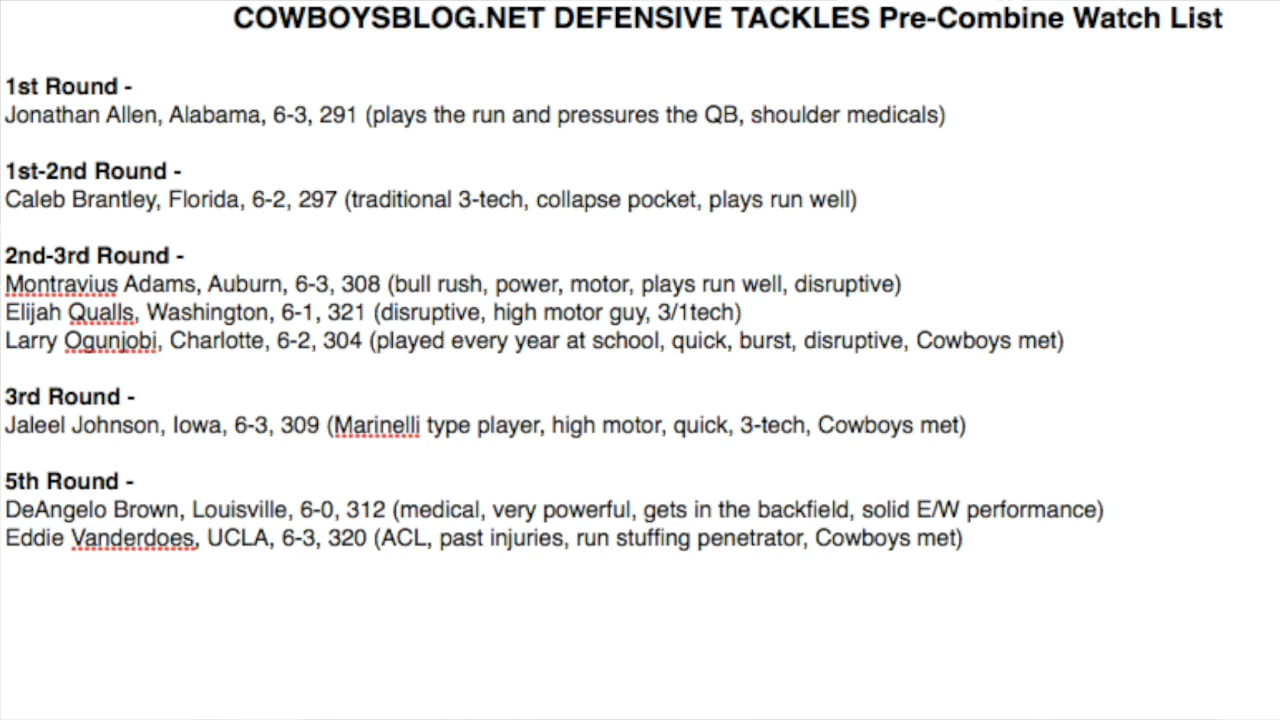 COWBOYSBLOG.NET DEFENSIVE TACKLES Pre-Combine Watch List
1st Round -
Jonathan Allen, Alabama, 6-3, 291 (plays the run and pressures the QB, shoulder medicals)
1st-2nd Round -
Caleb Brantley, Florida, 6-2, 297 (traditional 3-tech, collapse pocket, plays run well)
2nd-3rd Round -
Montravius Adams, Auburn, 6-3, 308 (bull rush, power, motor, plays run well, disruptive)
Elijah Qualls, Washington, 6-1, 321 (disruptive, high motor guy, 3/1tech)
Larry Ogunjobi, Charlotte, 6-2, 304 (played every year at school, quick, burst, disruptive, Cowboys met)
3rd Round -
Jaleel Johnson, Iowa, 6-3, 309 (Marinelli type player, high motor, quick, 3-tech, Cowboys met)
5th Round -
DeAngelo Brown, Louisville, 6-0, 312 (medical, very powerful, gets in the backfield, solid E/W performance)
Eddie Vanderdoes, UCLA, 6-3, 320 (ACL, past injuries, run stuffing penetrator, Cowboys met)